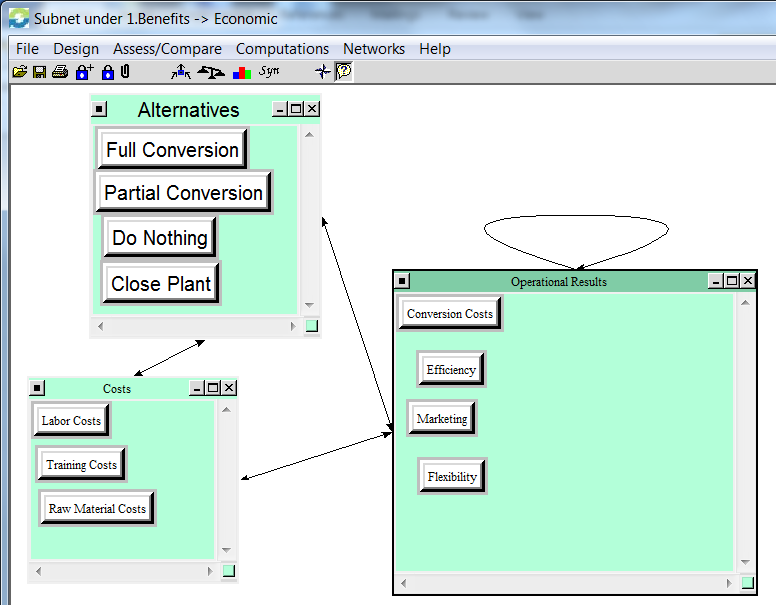 Subnet under 1.Benefits -> Economic
File Design Assess/Compare Computations Networks Help
Syn
Alternatives
Full Conversion
Partial Conversion
Do Nothing
Close Plant
Operational Results
Conversion Costs
Efficiency
Marketing
Flexibility
Costs
Labor Costs
Training Costs
Raw Material Costs